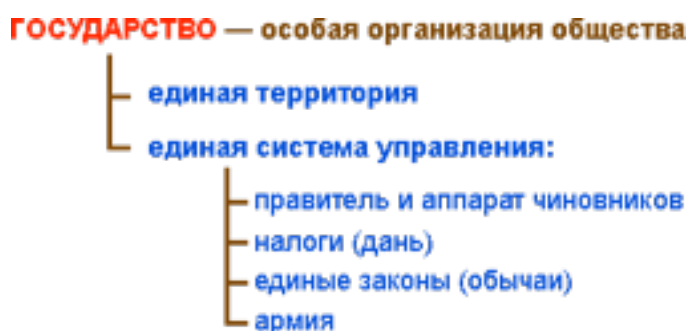 ГОСУДАРСТВО — особая организация общества
единая территория
единая система управления:
правитель и аппарат чиновников
налоги (дань)
единые законы (обычаи)
армия